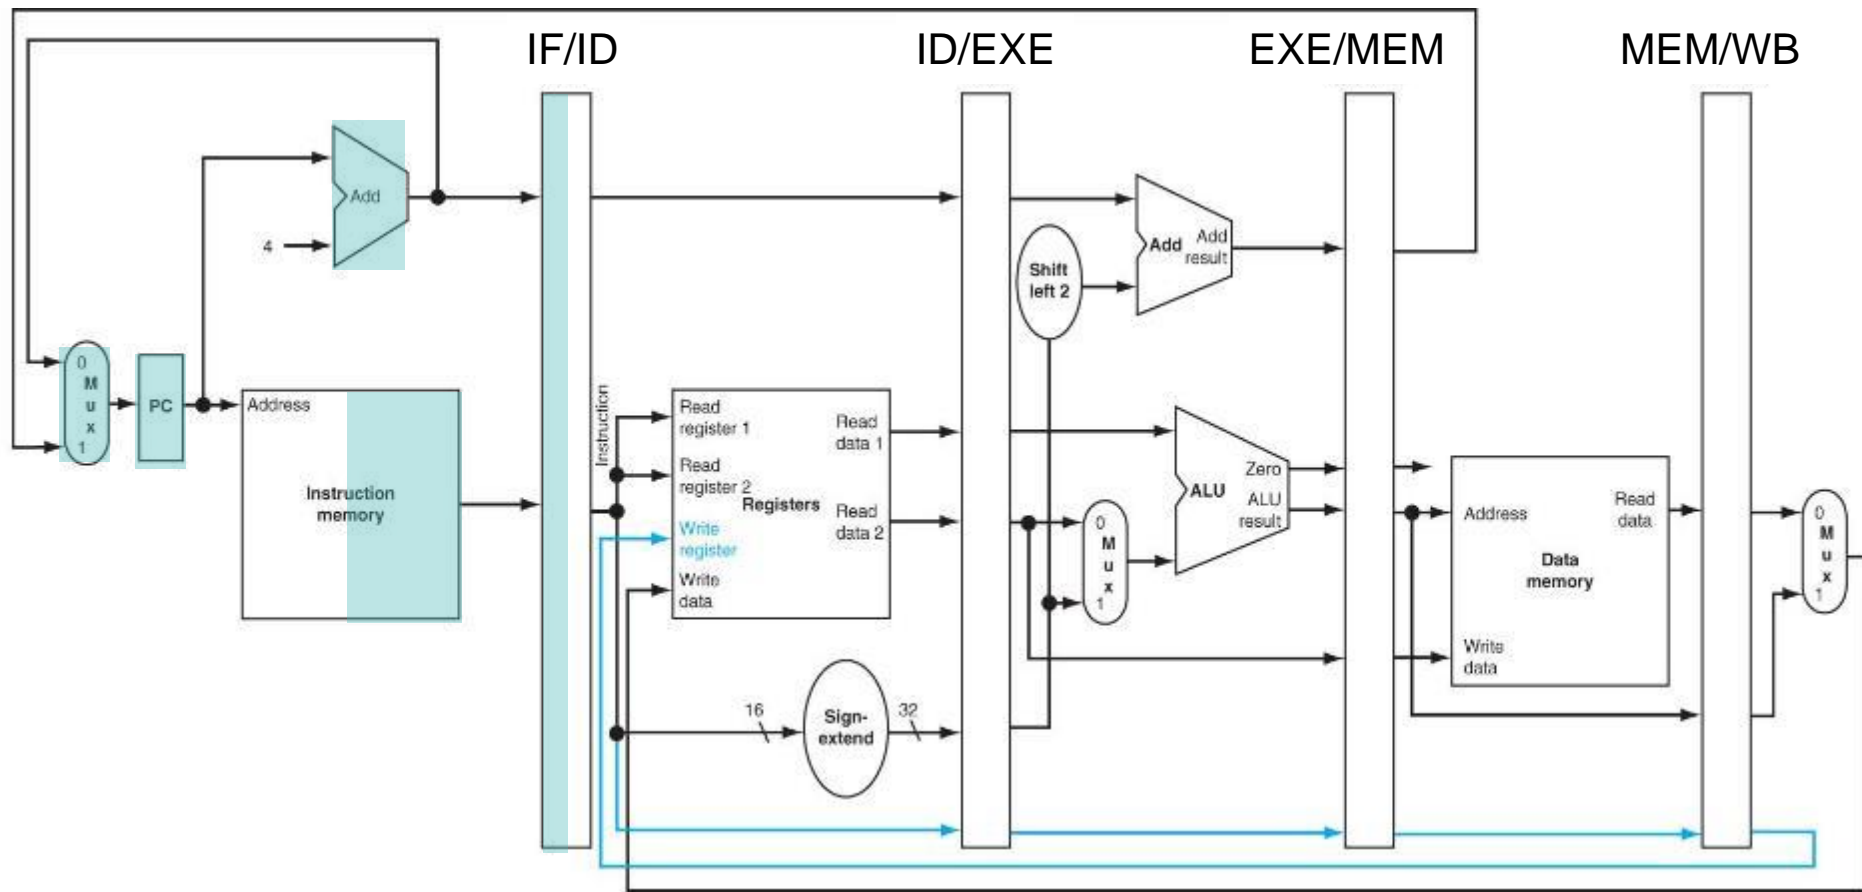 IF/ID
ID/EXE
EXE/MEM
MEM/WB
Add
4
Add
Add
result
Shift
left 2
0
M
u
x
1
PC
Address
Instruction
memory
Instruction
Read
register 1
Read
register 2
Write
register
Write
data
Registers
Read
data 1
Read
data 2
16
Sign-
extend
32
0
M
u
x
1
ALU
Zero
ALU
result
Address
Read
data
Data
memory
Write
data
0
M
u
x
1